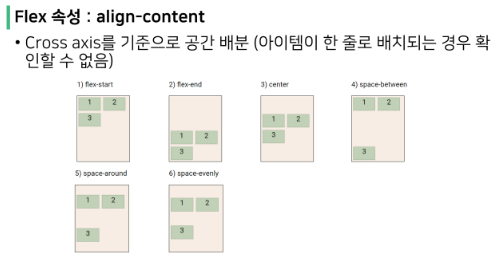 Flex 속성 : align-content
• Cross axis를 기준으로 공간 배분 (아이템이 한 줄로 배치되는 경우 확
인할 수 없음)
1) flex-start
2) flex-end
3) center
4) space-between
1 2
3
1 2
3
1 2
3
1 2
3
5) space-around
6) space-evenly
1 2
3
1 2
3